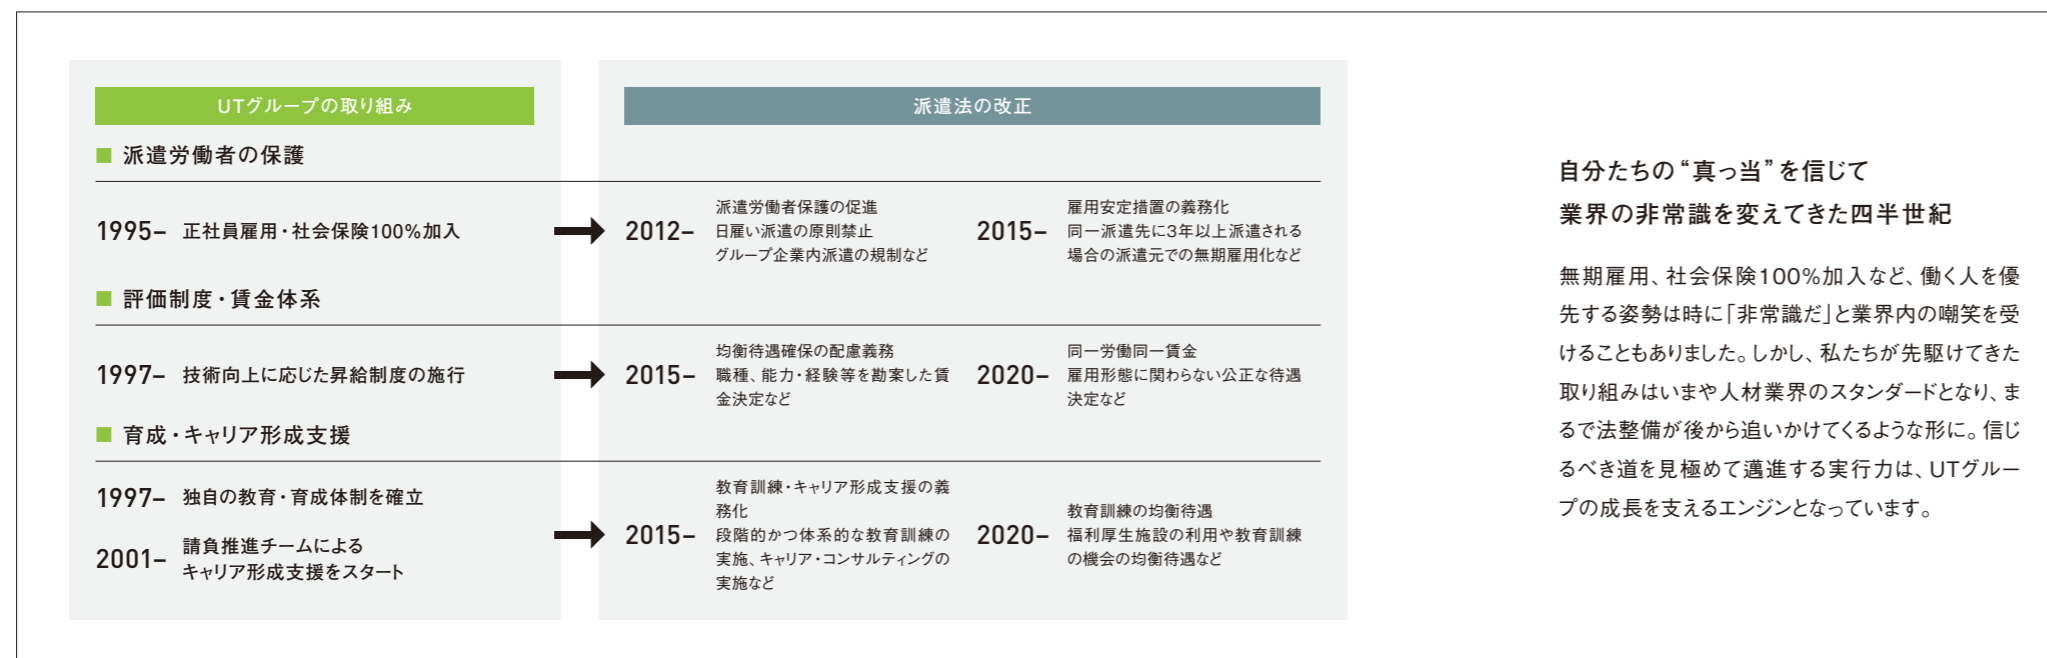 UTグループの取り組み
派遣法の改正
派遣労働者の保護
1995– 正社員雇用・社会保険100%加入
2012–
派遣労働者保護の促進
日雇い派遣の原則禁止
グループ企業内派遣の規制など
2015–
雇用安定措置の義務化
同一派遣先に3年以上派遣される
場合の派遣元での無期雇用化など
評価制度・賃金体系
1997– 技術向上に応じた昇給制度の施行
2015–
均衡待遇確保の配慮義務
職種、能力・経験等を勘案した賃
金決定など
2020–
同一労働同一賃金
雇用形態に関わらない公正な待遇
決定など
育成・キャリア形成支援
1997– 独自の教育・育成体制を確立
2001–
請負推進チームによる
キャリア形成支援をスタート
2015–
教育訓練・キャリア形成支援の義
務化
段階的かつ体系的な教育訓練の
実施、キャリア・コンサルティングの
実施など
2020–
教育訓練の均衡待遇
福利厚生施設の利用や教育訓練
の機会の均衡待遇など
自分たちの“真っ当”を信じて
業界の非常識を変えてきた四半世紀
無期雇用、社会保険100%加入など、働く人を優
先する姿勢は時に「非常識だ」と業界内の嘲笑を受
けることもありました。しかし、私たちが先駆けてきた
取り組みはいまや人材業界のスタンダードとなり、ま
るで法整備が後から追いかけてくるような形に。信じ
るべき道を見極めて邁進する実行力は、UTグルー
プの成長を支えるエンジンとなっています。